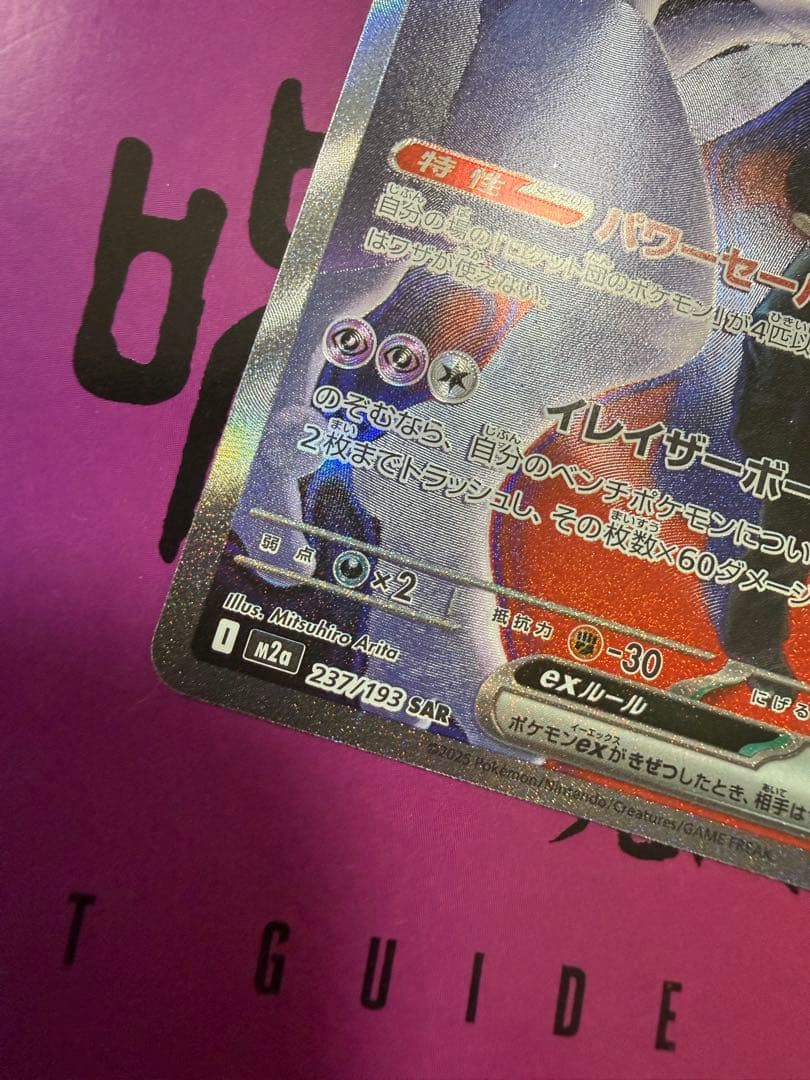 特性 パワーセー
自分の場の「ロケット団のポケモン」が4匹以
はワザが使えない。
イレイザーボー
のぞむなら、自分のベンチポケモンについ
2枚までトラッシュし、その枚数×60ダメージ
弱点 ×2
抵抗力 -30
にげる
Illus. Mitsuhiro Arita
I M2a 237/193 SAR
exルール
ポケモンexがきぜつしたとき、相手は
©2025 Pokémon/Nintendo/Creatures/GAME FREAK
T GUIDE